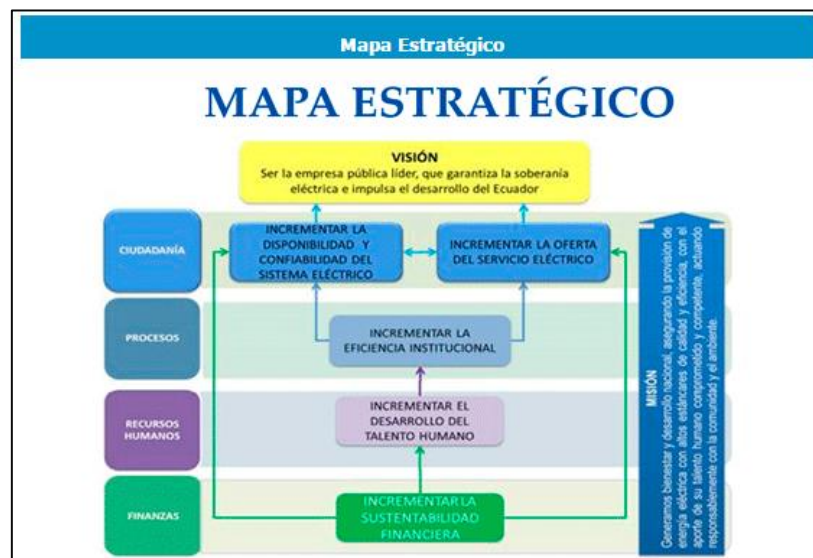 Mapa Estratégico
MAPA ESTRATÉGICO
VISIÓN
Ser la empresa pública líder, que garantiza la soberanía
eléctrica e impulsa el desarrollo del Ecuador
CIUDADANÍA
INCREMENTAR LA
DISPONIBILIDAD Y
CONFIABILIDAD DEL
SISTEMA ELÉCTRICO
INCREMENTAR LA OFERTA
DEL SERVICIO ELÉCTRICO
PROCESOS
INCREMENTAR LA
EFICIENCIA INSTITUCIONAL
RECURSOS
HUMANOS
INCREMENTAR EL
DESARROLLO DEL
TALENTO HUMANO
FINANZAS
INCREMENTAR LA
SUSTENTABILIDAD
FINANCIERA
MISIÓN
Generamos bienestar y desarrollo nacional, asegurando la provisión de
energía eléctrica con altos estándares de calidad y eficiencia, con el
aporte de su talento humano comprometido y competente, actuando
responsablemente con la comunidad y el ambiente.